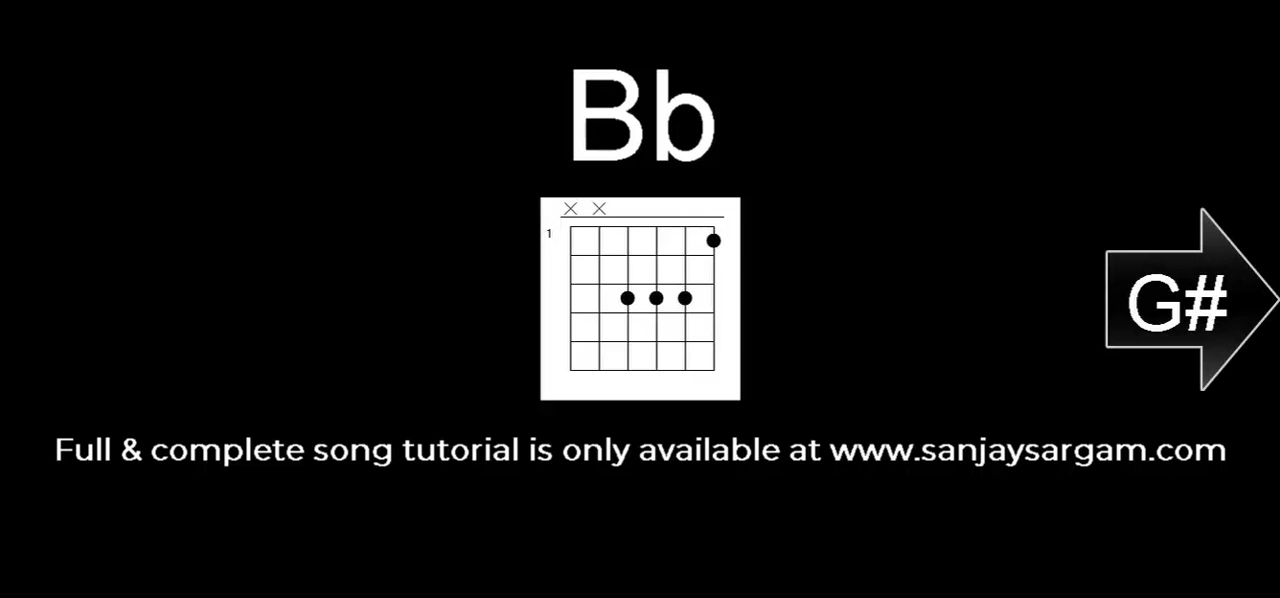 Bb
× ×
1
G#
Full & complete song tutorial is only available at www.sanjaysargam.com